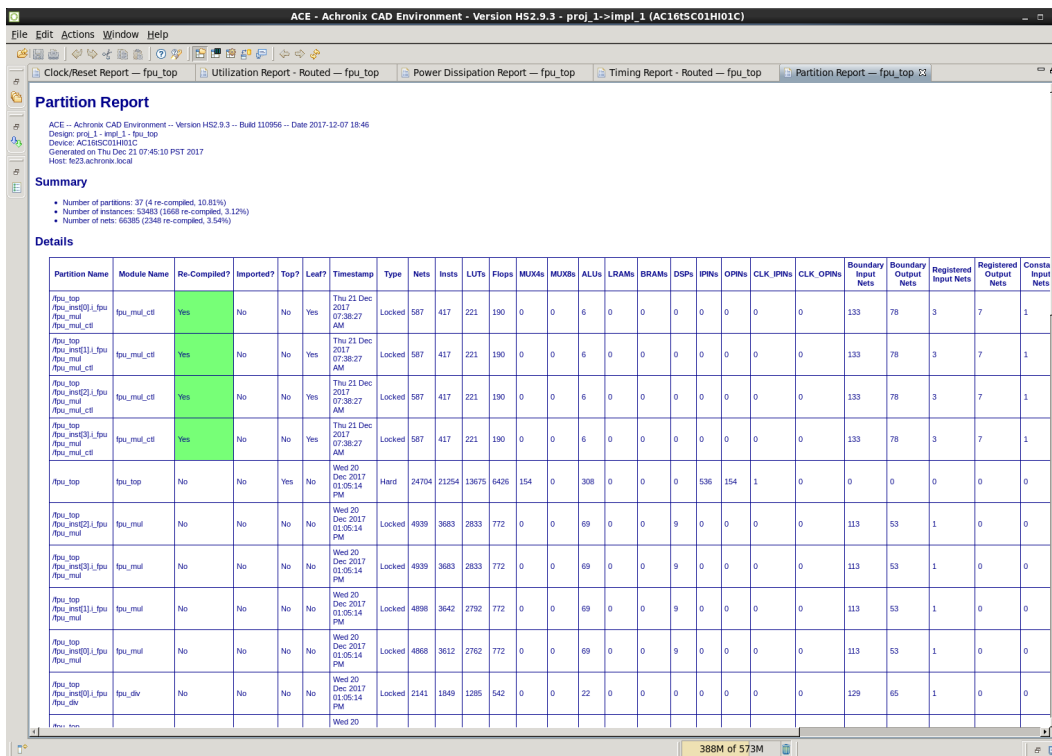 ACE - Achronix CAD Environment - Version HS2.9.3 - proj_1->impl_1 (AC16tSC01HI01C)
File Edit Actions Window Help
Clock/Reset Report — fpu_top Utilization Report - Routed — fpu_top Power Dissipation Report — fpu_top Timing Report - Routed — fpu_top Partition Report — fpu_top
Partition Report
ACE -- Achronix CAD Environment -- Version HS2.9.3 -- Build 110956 -- Date 2017-12-07 18:46
Design: proj_1 - impl_1 - fpu_top
Device: AC16tSC01HI01C
Generated on Thu Dec 21 07:45:10 PST 2017
Host: fe23.achronix.local
Summary
• Number of partitions: 37 (4 re-compiled, 10.81%)
• Number of instances: 53483 (1668 re-compiled, 3.12%)
• Number of nets: 66385 (2348 re-compiled, 3.54%)
Details
Partition Name Module Name Re-Compiled? Imported? Top? Leaf? Timestamp Type Nets Insts LUTs Flops MUX4s MUX8s ALUs LRAMs BRAMs DSPs IPINs OPINs CLK_IPINs CLK_OPINs Boundary Input Nets Boundary Output Nets Registered Input Nets Registered Output Nets Consta Input Nets
/fpu_top /fpu_inst[0].i_fpu /fpu_mul /fpu_mul_ctl fpu_mul_ctl Yes No No Yes Thu 21 Dec 2017 07:38:27 AM Locked 587 417 221 190 0 0 6 0 0 0 0 0 0 0 133 78 3 7 1
/fpu_top /fpu_inst[1].i_fpu /fpu_mul /fpu_mul_ctl fpu_mul_ctl Yes No No Yes Thu 21 Dec 2017 07:38:27 AM Locked 587 417 221 190 0 0 6 0 0 0 0 0 0 0 133 78 3 7 1
/fpu_top /fpu_inst[2].i_fpu /fpu_mul /fpu_mul_ctl fpu_mul_ctl Yes No No Yes Thu 21 Dec 2017 07:38:27 AM Locked 587 417 221 190 0 0 6 0 0 0 0 0 0 0 133 78 3 7 1
/fpu_top /fpu_inst[3].i_fpu /fpu_mul /fpu_mul_ctl fpu_mul_ctl Yes No No Yes Thu 21 Dec 2017 07:38:27 AM Locked 587 417 221 190 0 0 6 0 0 0 0 0 0 0 133 78 3 7 1
/fpu_top fpu_top No No Yes No Wed 20 Dec 2017 01:05:14 PM Hard 24704 21254 13675 6426 154 0 308 0 0 0 536 154 1 0 0 0 0 0 0
/fpu_top /fpu_inst[2].i_fpu /fpu_mul fpu_mul No No No No Wed 20 Dec 2017 01:05:14 PM Locked 4939 3683 2833 772 0 0 69 0 0 9 0 0 0 0 113 53 1 0 0
/fpu_top /fpu_inst[3].i_fpu /fpu_mul fpu_mul No No No No Wed 20 Dec 2017 01:05:14 PM Locked 4939 3683 2833 772 0 0 69 0 0 9 0 0 0 0 113 53 1 0 0
/fpu_top /fpu_inst[1].i_fpu /fpu_mul fpu_mul No No No No Wed 20 Dec 2017 01:05:14 PM Locked 4898 3642 2792 772 0 0 69 0 0 9 0 0 0 0 113 53 1 0 0
/fpu_top /fpu_inst[0].i_fpu /fpu_mul fpu_mul No No No No Wed 20 Dec 2017 01:05:14 PM Locked 4868 3612 2762 772 0 0 69 0 0 9 0 0 0 0 113 53 1 0 0
/fpu_top /fpu_inst[0].i_fpu /fpu_div fpu_div No No No No Wed 20 Dec 2017 01:05:14 PM Locked 2141 1849 1285 542 0 0 22 0 0 0 0 0 0 0 129 65 1 0 0
Wed 20
388M of 573M